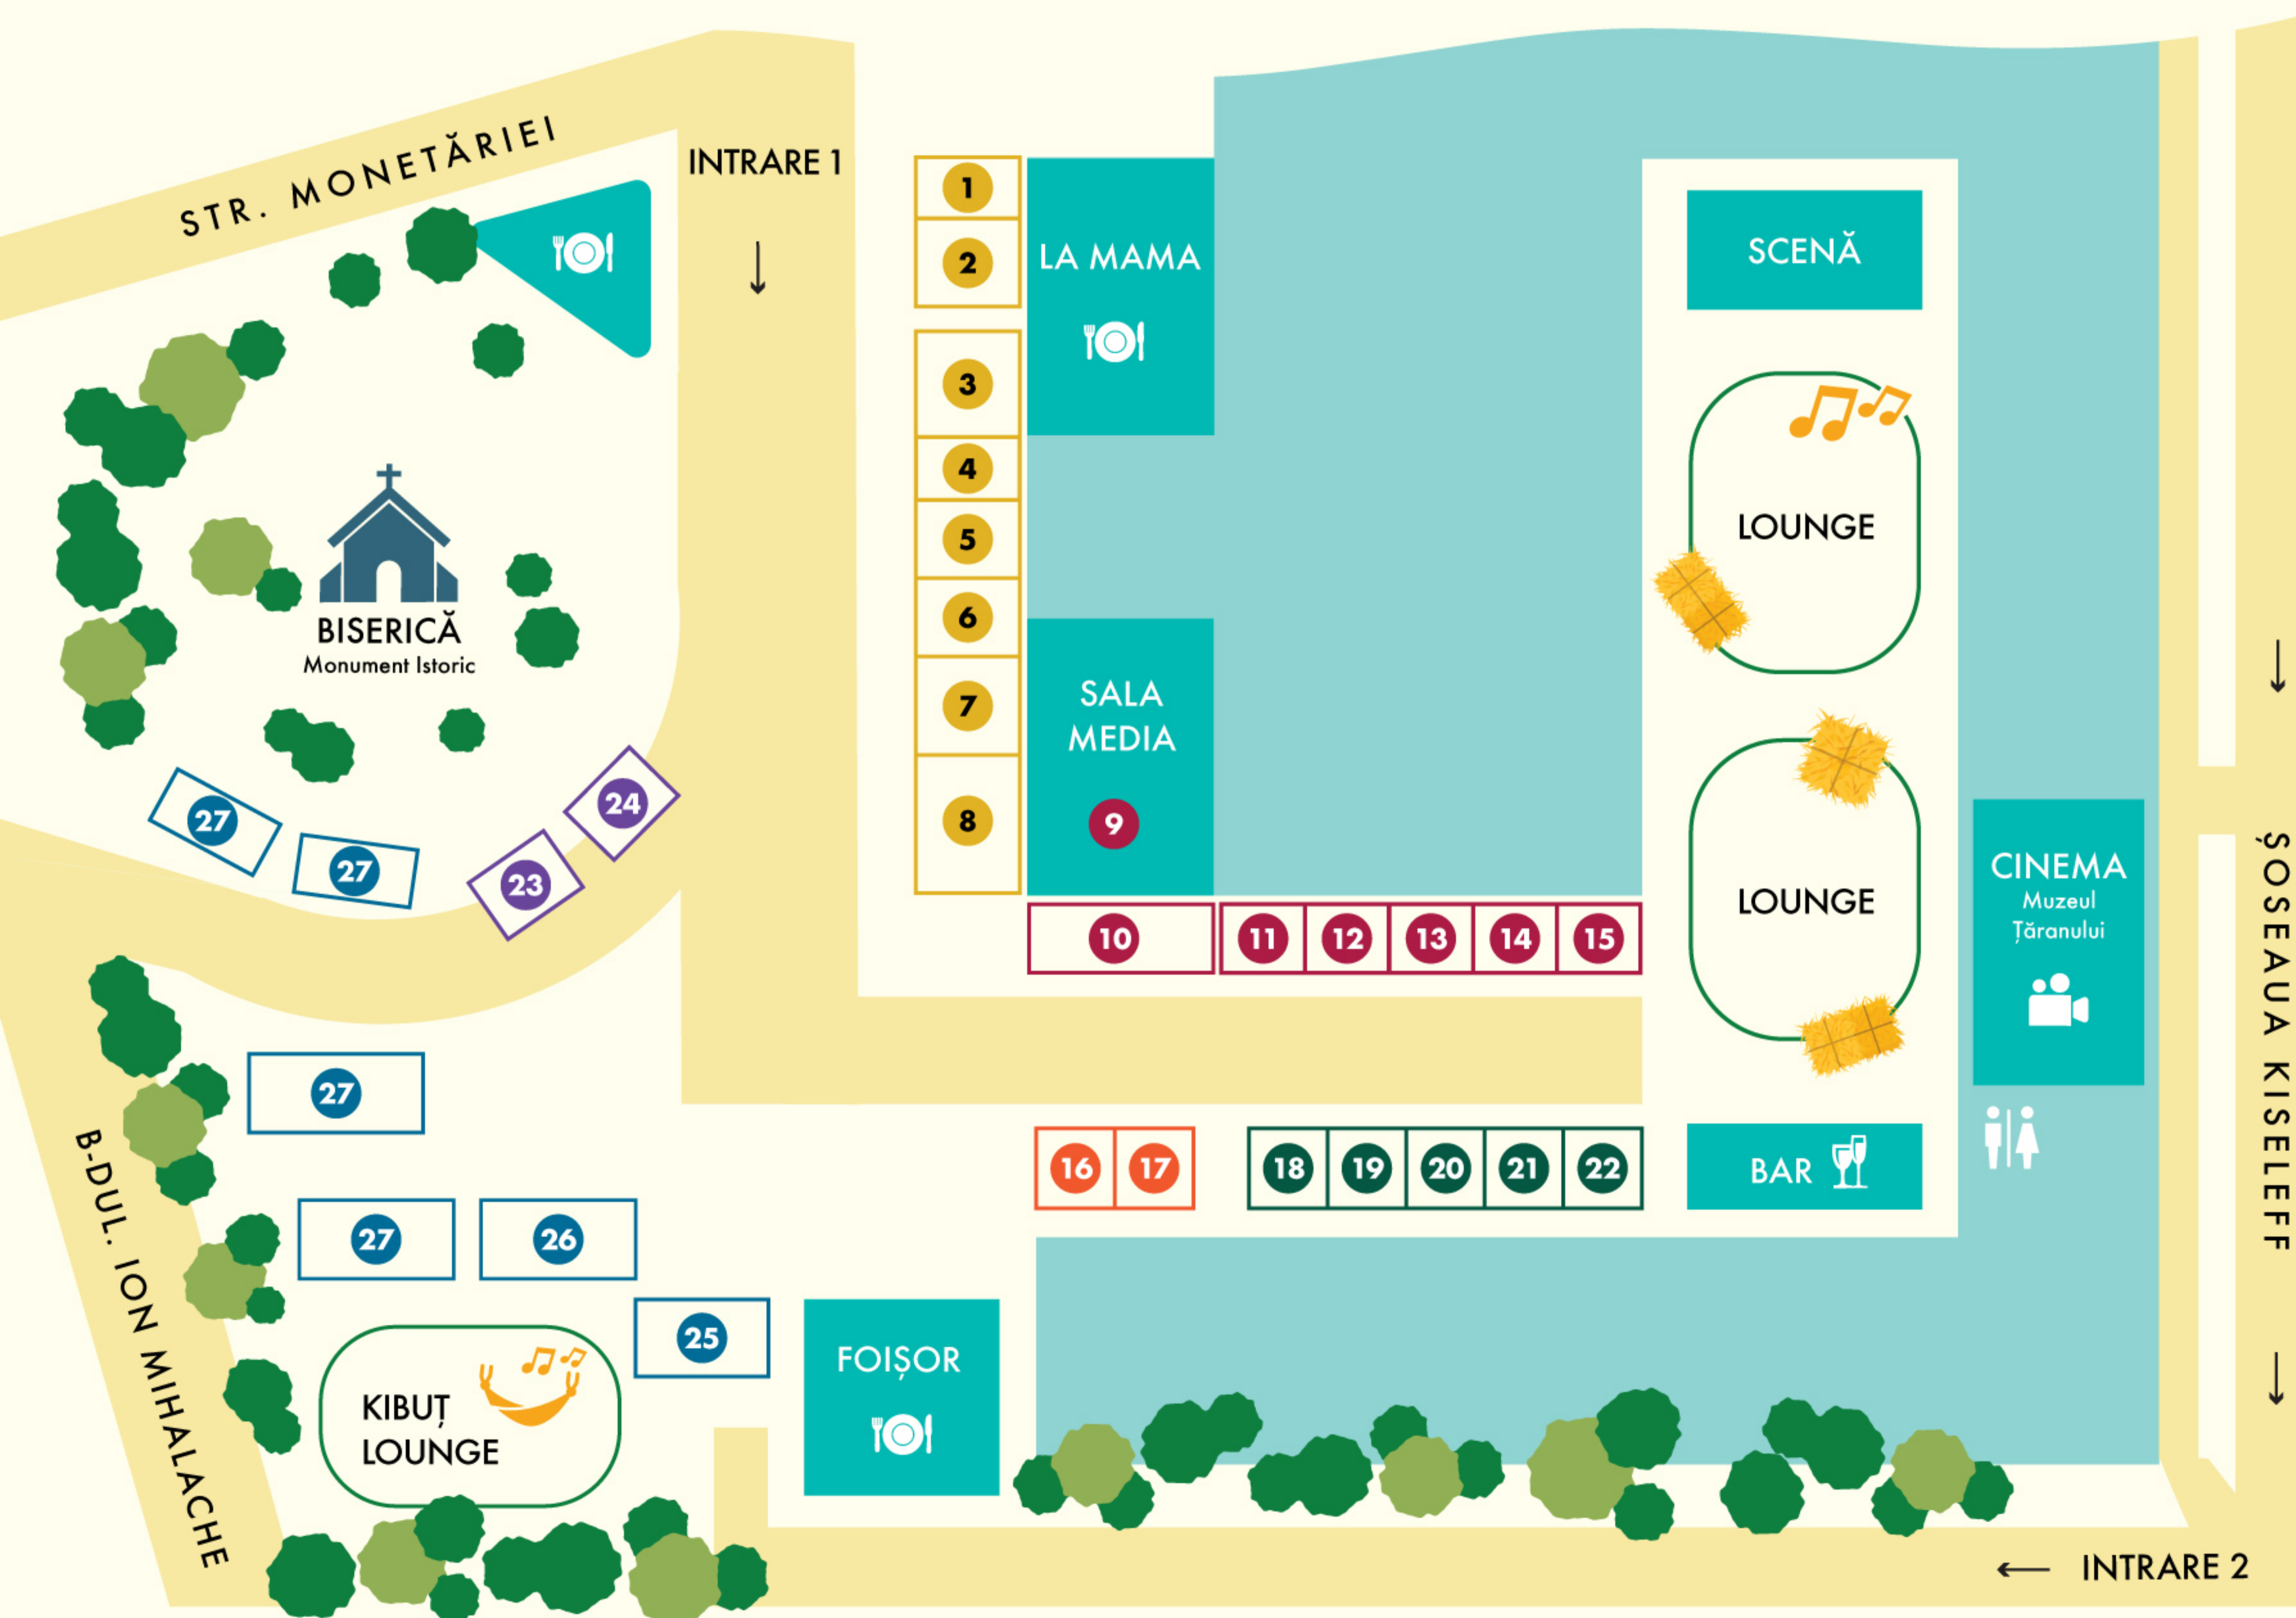 STR. MONETĂRIEI
INTRARE 1
1
2
3
4
5
6
7
8
LA MAMA
SALA
MEDIA
9
10
11
12
13
14
15
SCENĂ
LOUNGE
LOUNGE
CINEMA
Muzeul
Țăranului
ȘOSEAUA KISELEFF
BISERICĂ
Monument Istoric
27
27
23
24
27
27
26
25
16
17
18
19
20
21
22
BAR
B-DUL. ION MIHALACHE
KIBUȚ
LOUNGE
FOIȘOR
INTRARE 2